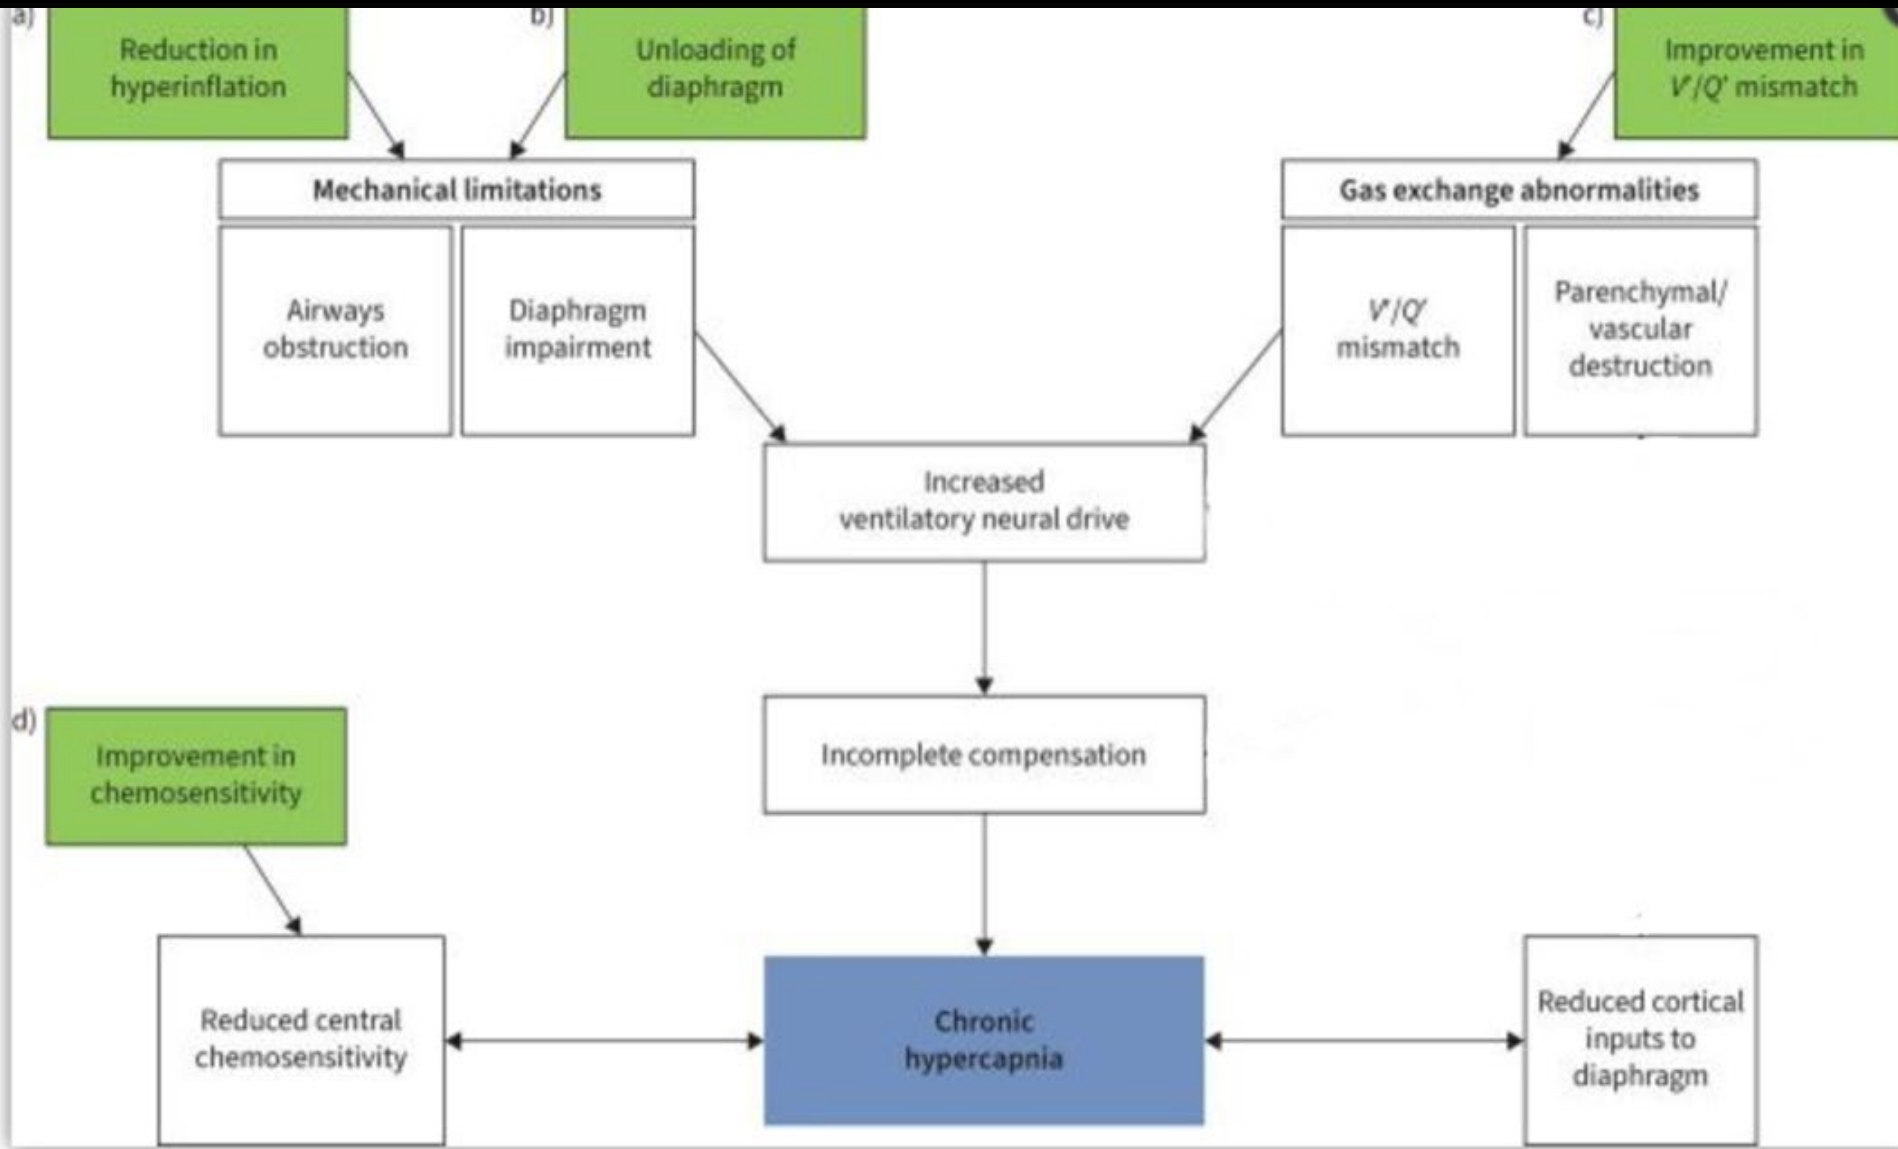 a)
Reduction in
hyperinflation
b)
Unloading of
diaphragm
c)
Improvement in
V′/Q′ mismatch
Mechanical limitations
Airways
obstruction
Diaphragm
impairment
Gas exchange abnormalities
V′/Q′
mismatch
Parenchymal/
vascular
destruction
Increased
ventilatory neural drive
Incomplete compensation
d)
Improvement in
chemosensitivity
Reduced central
chemosensitivity
Chronic
hypercapnia
Reduced cortical
inputs to
diaphragm